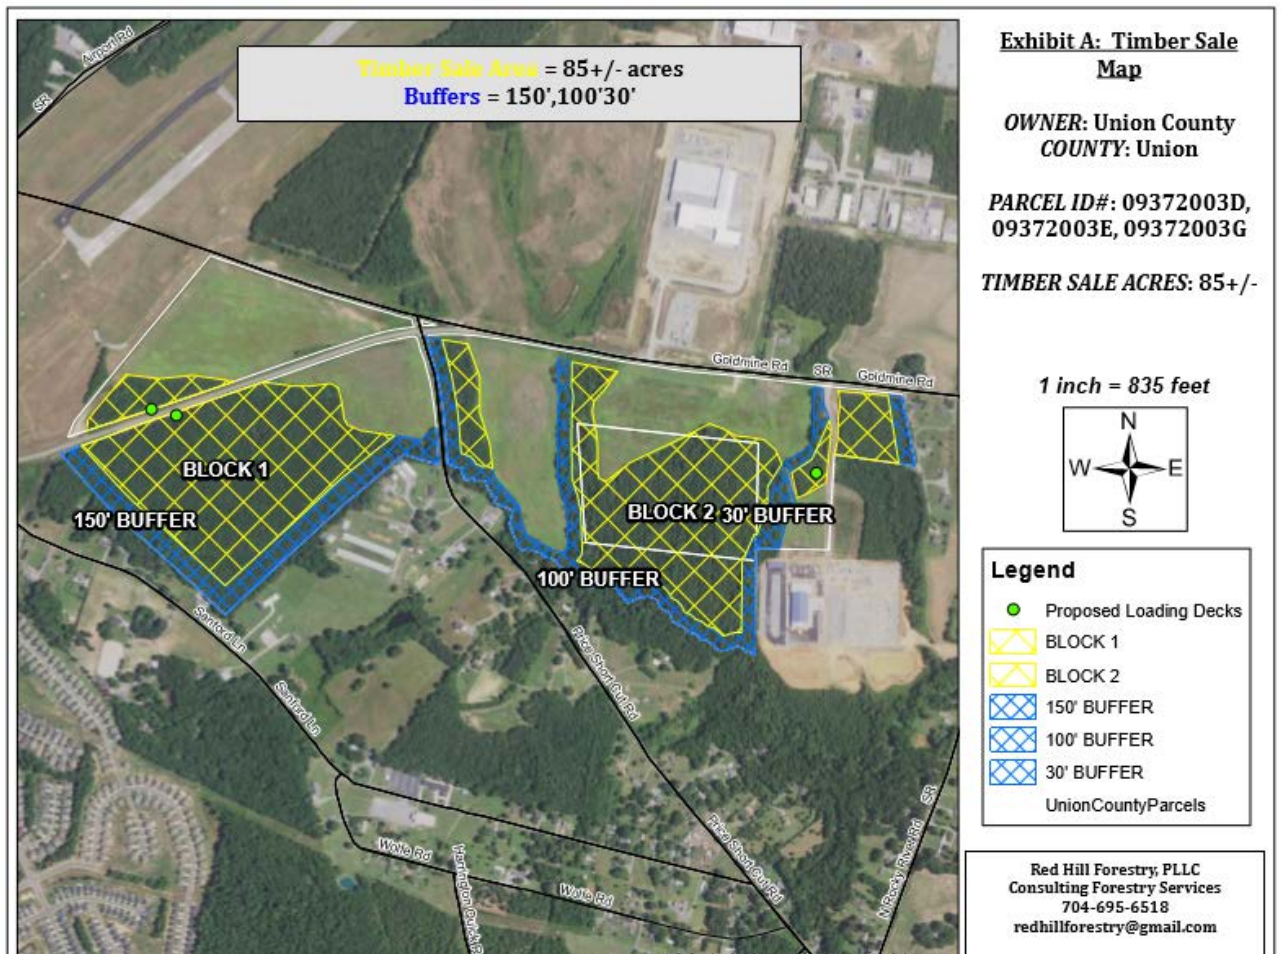 Timber Sale Area = 85+/- acres
Buffers = 150',100'30'
Exhibit A: Timber Sale
Map
OWNER: Union County
COUNTY: Union
PARCEL ID#: 09372003D,
09372003E, 09372003G
TIMBER SALE ACRES: 85+/-
1 inch = 835 feet
N
W
E
S
Legend
Proposed Loading Decks
BLOCK 1
BLOCK 2
150' BUFFER
100' BUFFER
30' BUFFER
UnionCountyParcels
Red Hill Forestry, PLLC
Consulting Forestry Services
704-695-6518
redhillforestry@gmail.com
Airport Rd
SR
Goldmine Rd
SR
Goldmine Rd
BLOCK 1
150' BUFFER
BLOCK 2
30' BUFFER
100' BUFFER
Sanford Ln
Sanford Ln
Price Short Cut Rd
Price Short Cut Rd
Wolfe Rd
Wolfe Rd
N Rocky River Rd
SR